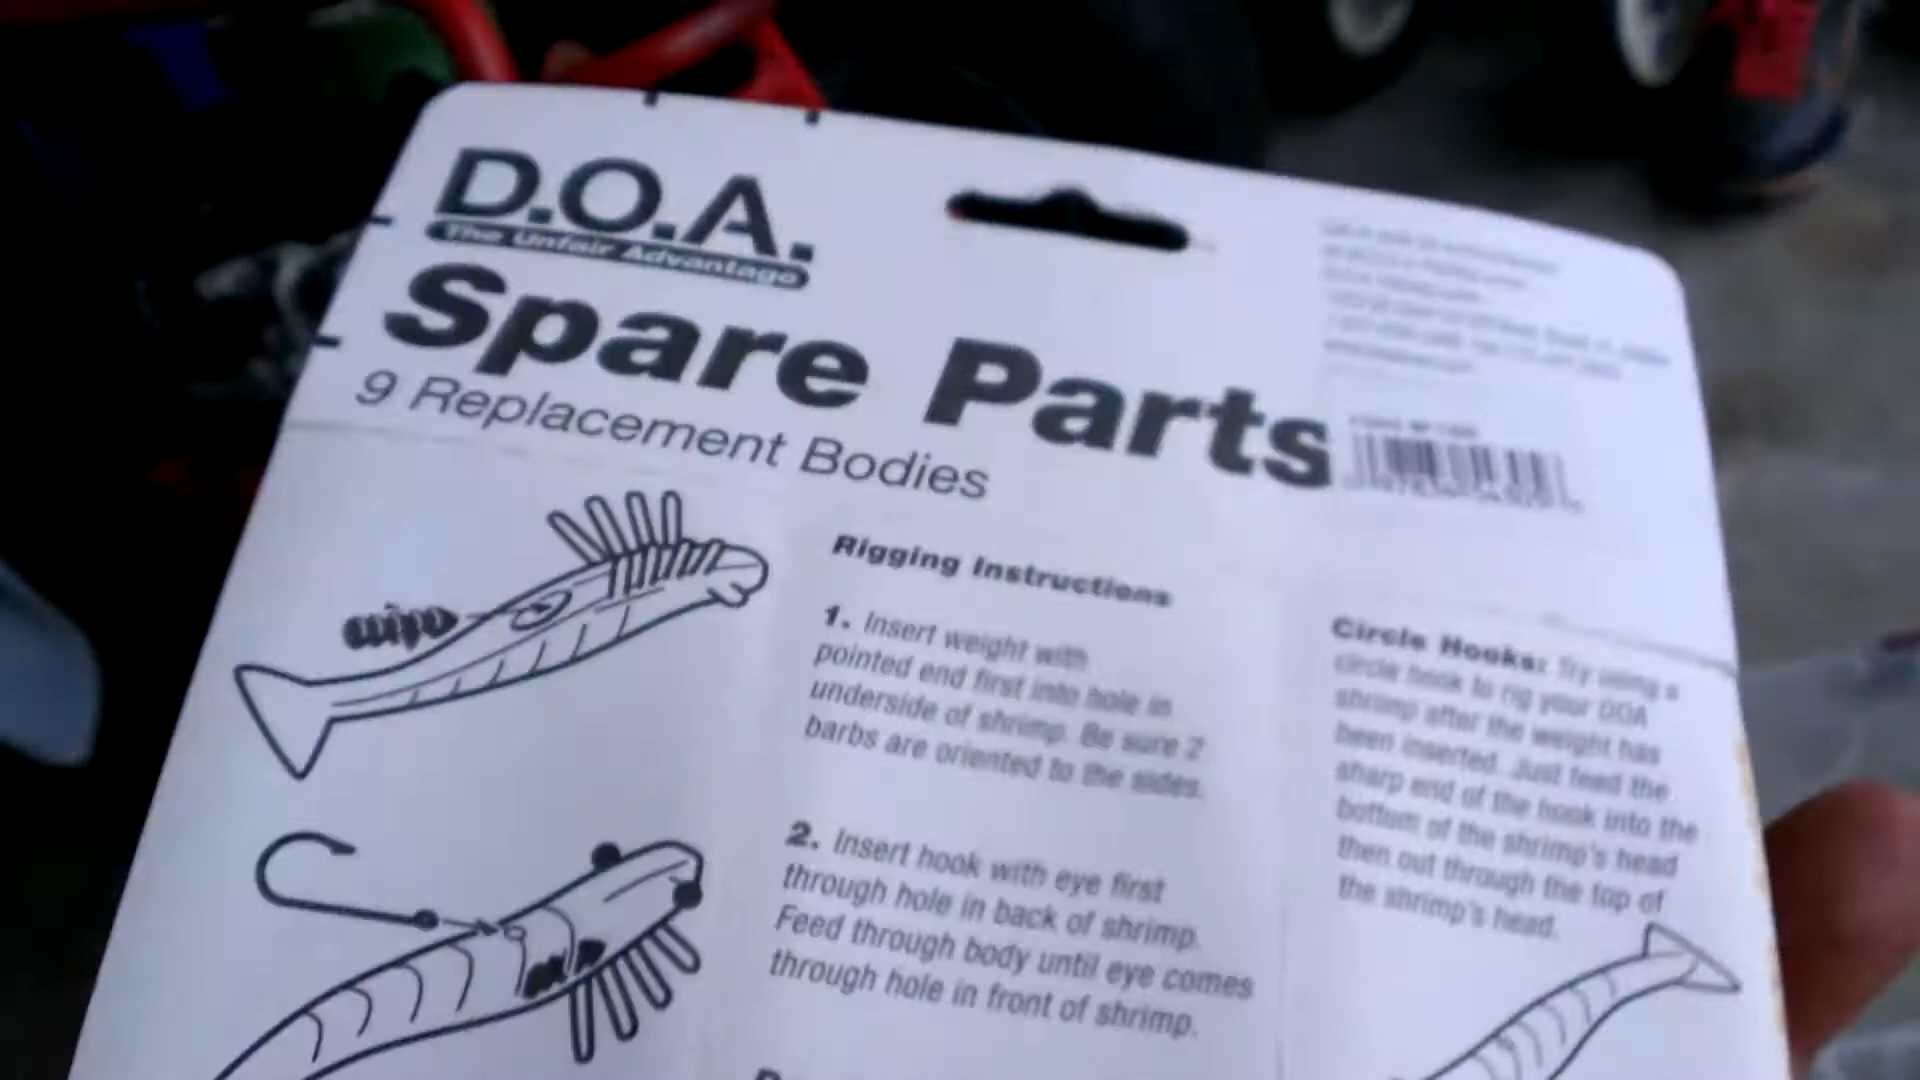 D.O.A.
The Unfair Advantage
Spare Parts
9 Replacement Bodies
Rigging Instructions
1. Insert weight with
pointed end first into hole in
underside of shrimp. Be sure 2
barbs are oriented to the sides.
2. Insert hook with eye first
through hole in back of shrimp.
Feed through body until eye comes
through hole in front of shrimp.
Circle Hooks: Try using a
circle hook to rig your DOA
shrimp after the weight has
been inserted. Just feed the
sharp end of the hook into the
bottom of the shrimp's head
then out through the top of
the shrimp's head.